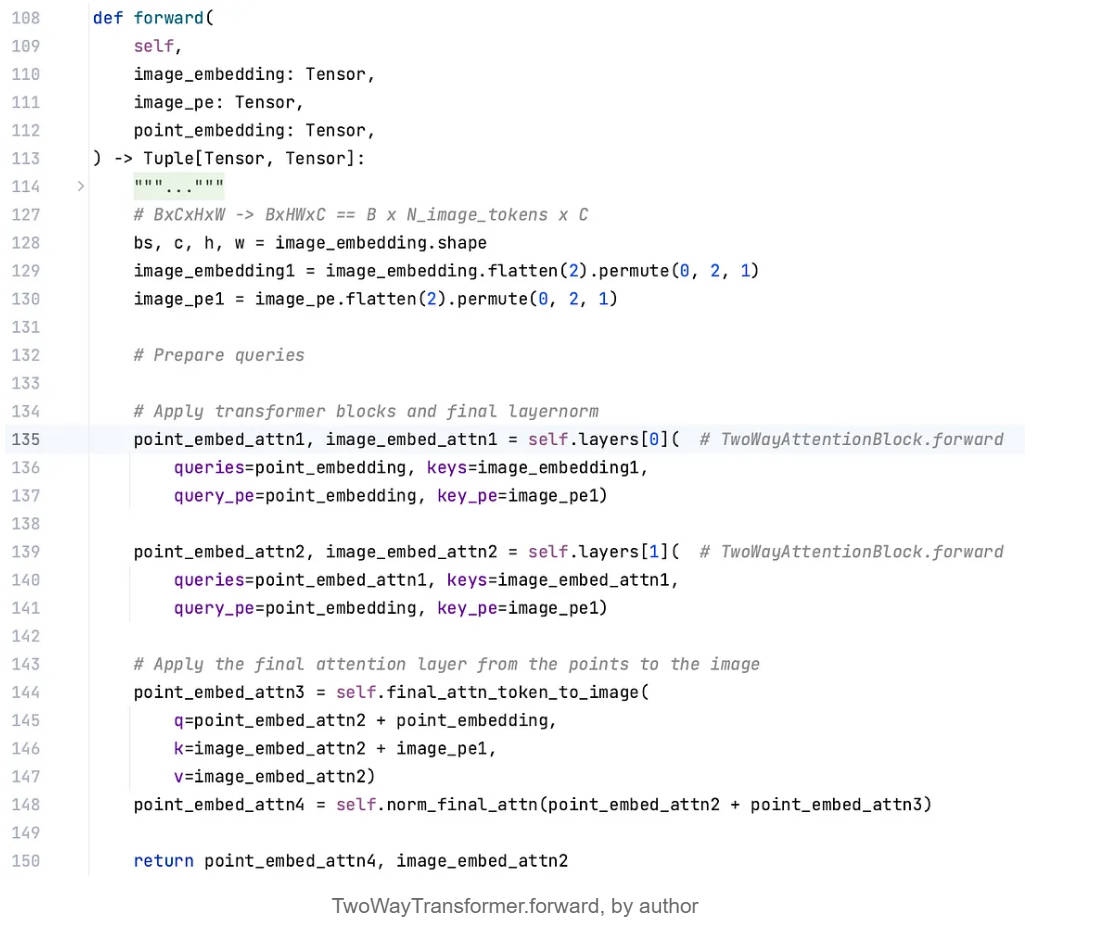 108 def forward(
109     self,
110     image_embedding: Tensor,
111     image_pe: Tensor,
112     point_embedding: Tensor,
113 ) -> Tuple[Tensor, Tensor]:
114 >     """..."""
127     # BxCxHxW -> BxHWxC == B x N_image_tokens x C
128     bs, c, h, w = image_embedding.shape
129     image_embedding1 = image_embedding.flatten(2).permute(0, 2, 1)
130     image_pe1 = image_pe.flatten(2).permute(0, 2, 1)
131
132     # Prepare queries
133
134     # Apply transformer blocks and final layernorm
135     point_embed_attn1, image_embed_attn1 = self.layers[0](  # TwoWayAttentionBlock.forward
136         queries=point_embedding, keys=image_embedding1,
137         query_pe=point_embedding, key_pe=image_pe1)
138
139     point_embed_attn2, image_embed_attn2 = self.layers[1](  # TwoWayAttentionBlock.forward
140         queries=point_embed_attn1, keys=image_embed_attn1,
141         query_pe=point_embedding, key_pe=image_pe1)
142
143     # Apply the final attention layer from the points to the image
144     point_embed_attn3 = self.final_attn_token_to_image(
145         q=point_embed_attn2 + point_embedding,
146         k=image_embed_attn2 + image_pe1,
147         v=image_embed_attn2)
148     point_embed_attn4 = self.norm_final_attn(point_embed_attn2 + point_embed_attn3)
149
150     return point_embed_attn4, image_embed_attn2
TwoWayTransformer.forward, by author